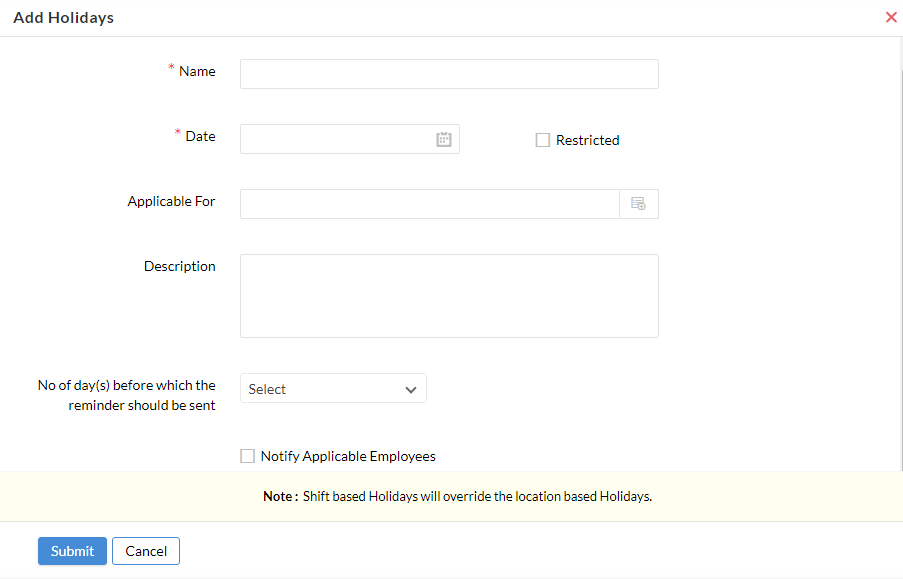 Add Holidays
* Name
* Date
Restricted
Applicable For
Description
No of day(s) before which the
reminder should be sent
Select
Notify Applicable Employees
Note : Shift based Holidays will override the location based Holidays.
Submit Cancel